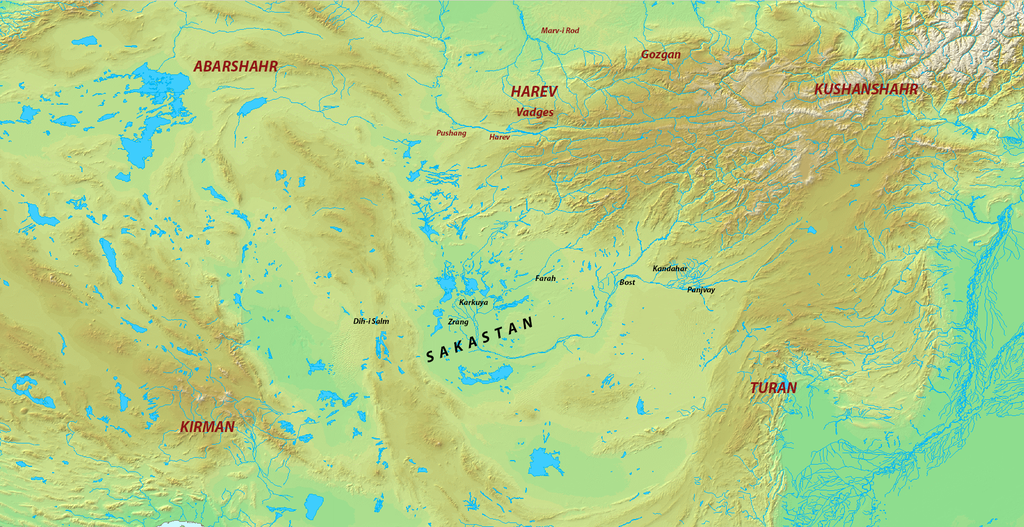 Marv-i Rod
Gozgan
ABARSHAHR
HAREV
KUSHANSHAHR
Vadges
Pushang
Harev
Farah
Kandahar
Bost
Panjvay
Karkuya
Dih-i Salm
Zrang
SAKASTAN
TURAN
KIRMAN